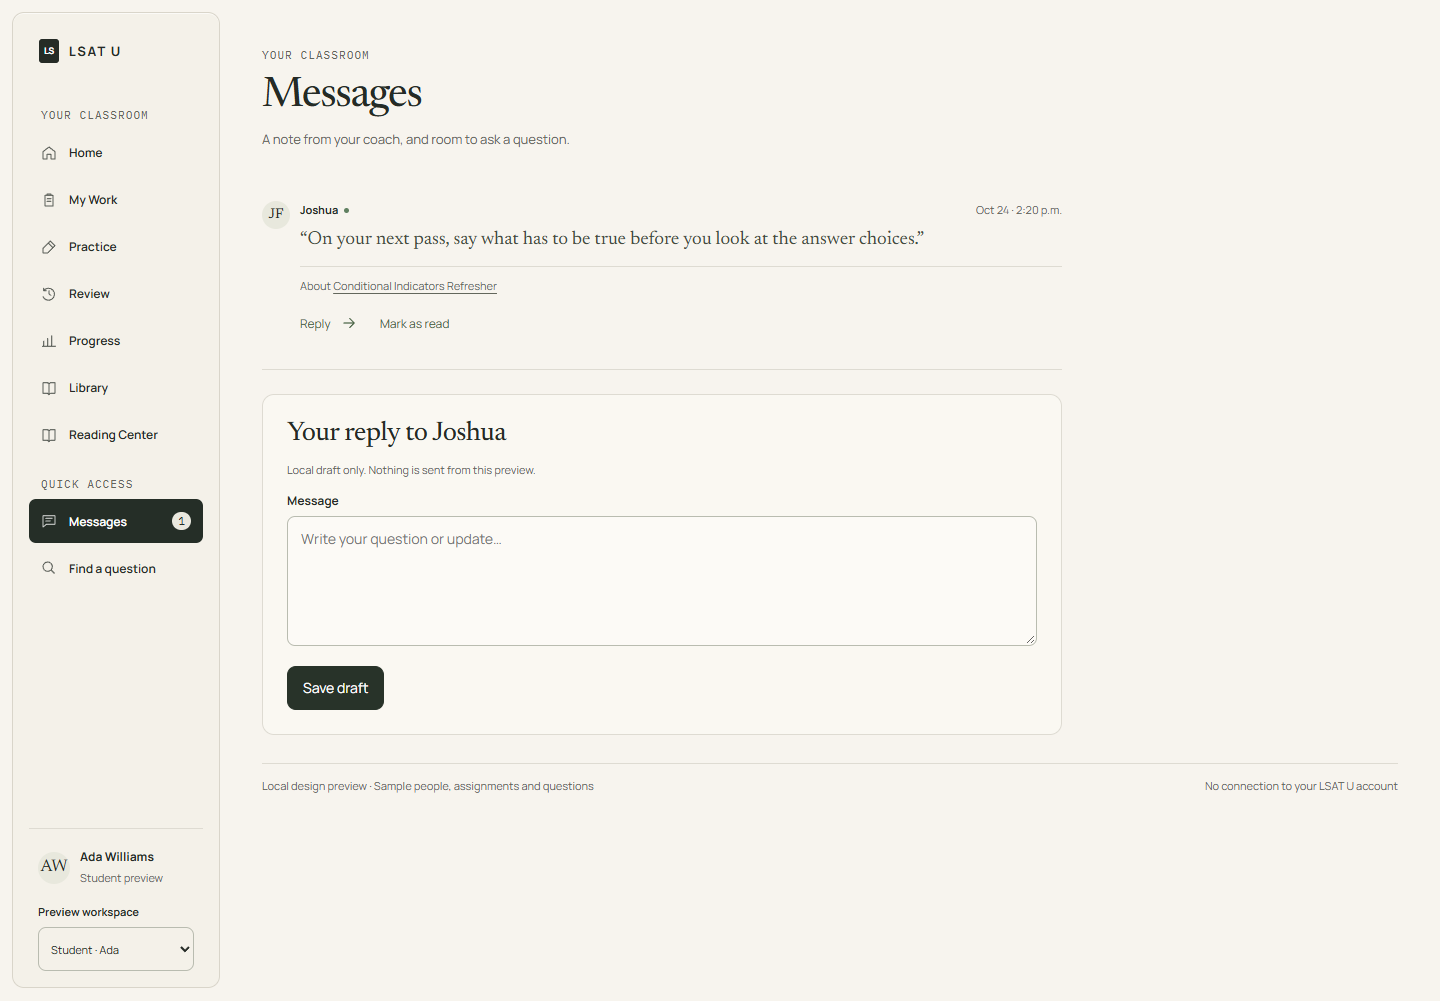 LS LSAT U
YOUR CLASSROOM
Home
My Work
Practice
Review
Progress
Library
Reading Center
QUICK ACCESS
Messages 1
Find a question
AW Ada Williams
Student preview
Preview workspace
Student · Ada
YOUR CLASSROOM
Messages
A note from your coach, and room to ask a question.
JF Joshua Oct 24 · 2:20 p.m.
“On your next pass, say what has to be true before you look at the answer choices.”
About Conditional Indicators Refresher
Reply → Mark as read
Your reply to Joshua
Local draft only. Nothing is sent from this preview.
Message
Write your question or update…
Save draft
Local design preview · Sample people, assignments and questions No connection to your LSAT U account